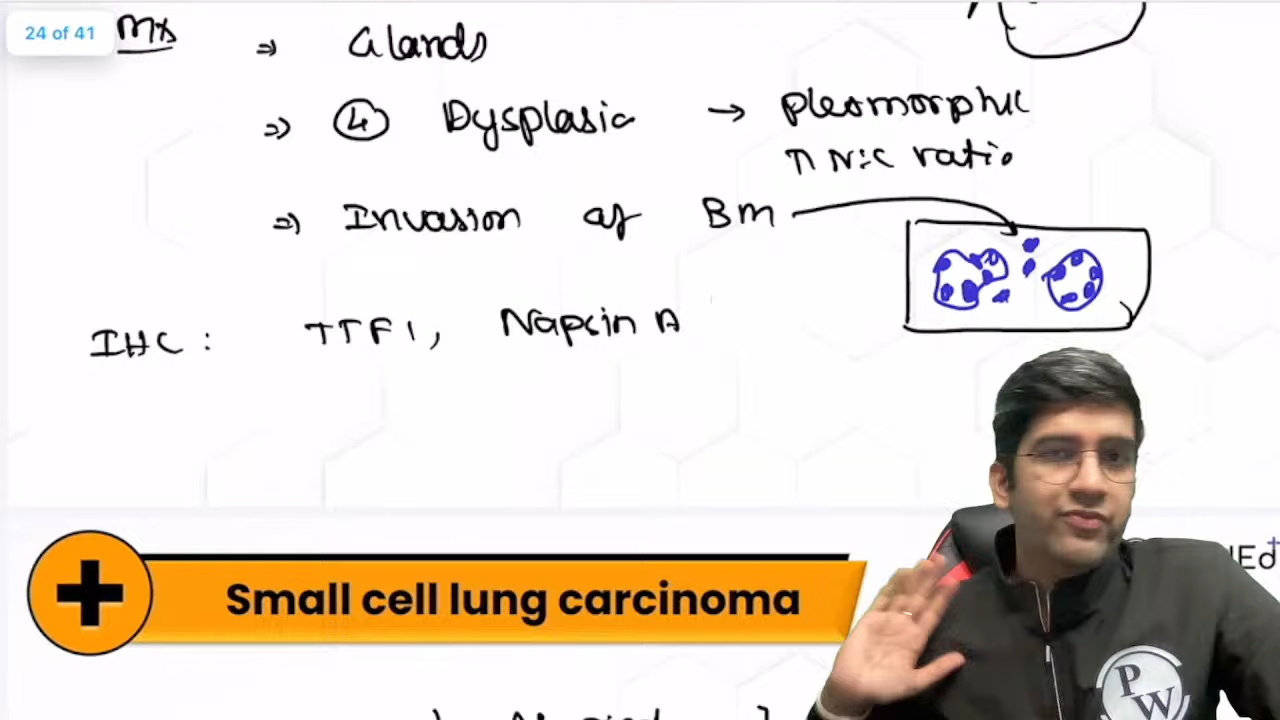 24 of 41
Mx ⇒ Glands
⇒ (4) Dysplasia → pleomorphic
↑ N:C ratio
⇒ Invasion of BM
IHC : TTF1, Napsin A
Small cell lung carcinoma
PW